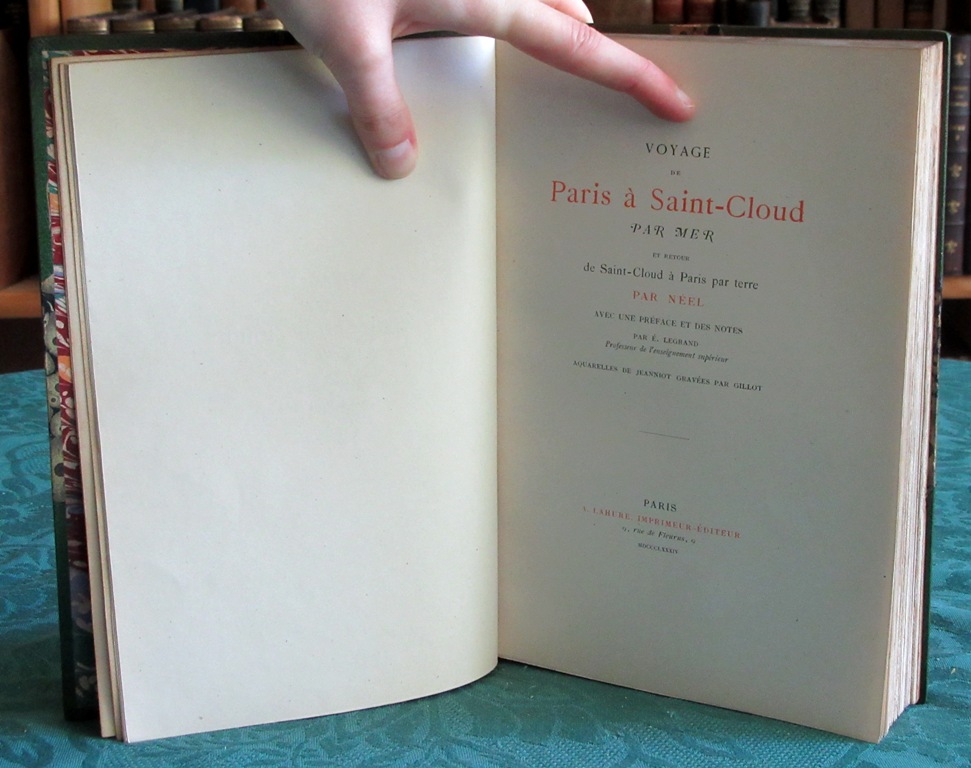 VOYAGE
DE
Paris à Saint-Cloud
PAR MER
ET RETOUR
de Saint-Cloud à Paris par terre
PAR NÉEL
AVEC UNE PRÉFACE ET DES NOTES
PAR É. LEGRAND
Professeur de l'enseignement supérieur
AQUARELLES DE JEANNIOT GRAVÉES PAR GILLOT
PARIS
LAHURE, IMPRIMEUR-ÉDITEUR
9, rue de Fleurus, 9
MDCCCLXXXIV